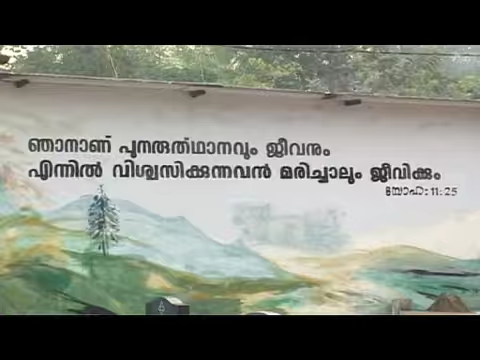 ഞാനാണ് പുനരുത്ഥാനവും ജീവനും
എന്നിൽ വിശ്വസിക്കുന്നവൻ മരിച്ചാലും ജീവിക്കും
യോഹ: 11: 25